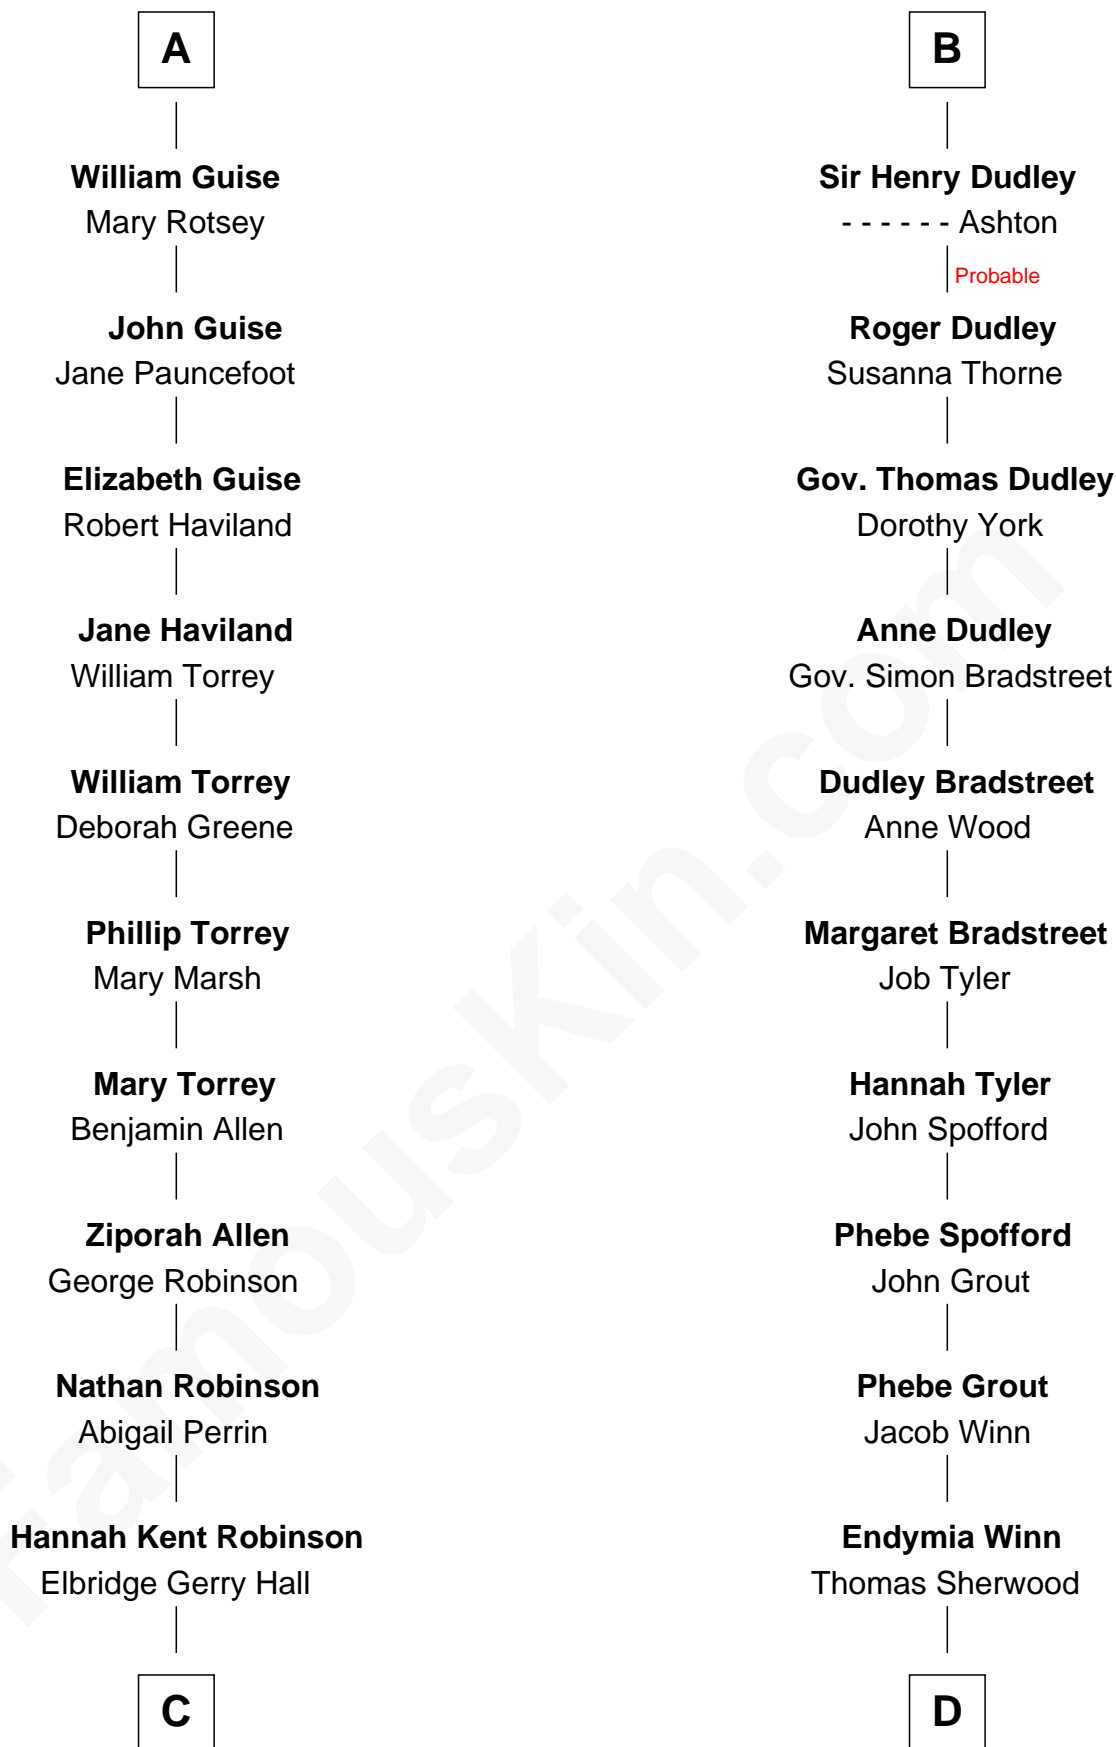 A
William Guise
Mary Rotsey
John Guise
Jane Pauncefoot
Elizabeth Guise
Robert Haviland
Jane Haviland
William Torrey
William Torrey
Deborah Greene
Phillip Torrey
Mary Marsh
Mary Torrey
Benjamin Allen
Ziporah Allen
George Robinson
Nathan Robinson
Abigail Perrin
Hannah Kent Robinson
Elbridge Gerry Hall
C
B
Sir Henry Dudley
- - - - - - Ashton
Probable
Roger Dudley
Susanna Thorne
Gov. Thomas Dudley
Dorothy York
Anne Dudley
Gov. Simon Bradstreet
Dudley Bradstreet
Anne Wood
Margaret Bradstreet
Job Tyler
Hannah Tyler
John Spofford
Phebe Spofford
John Grout
Phebe Grout
Jacob Winn
Endymia Winn
Thomas Sherwood
D
famouskin.com